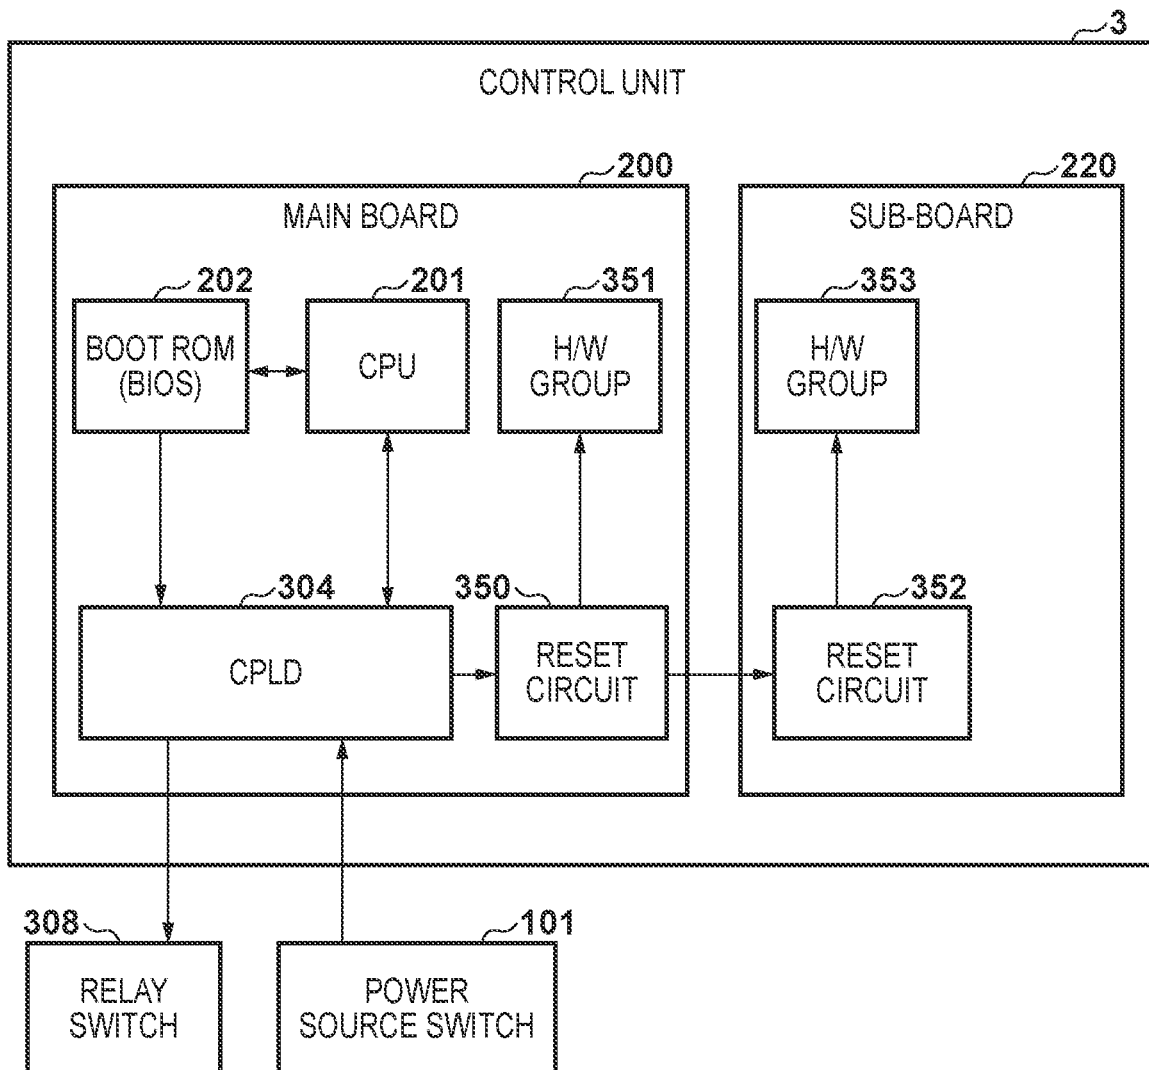 3
CONTROL UNIT
200
220
MAIN BOARD
SUB-BOARD
202
201
351
353
BOOT ROM
(BIOS)
CPU
H/W
GROUP
H/W
GROUP
304
350
352
CPLD
RESET
CIRCUIT
RESET
CIRCUIT
308
101
RELAY
SWITCH
POWER
SOURCE SWITCH